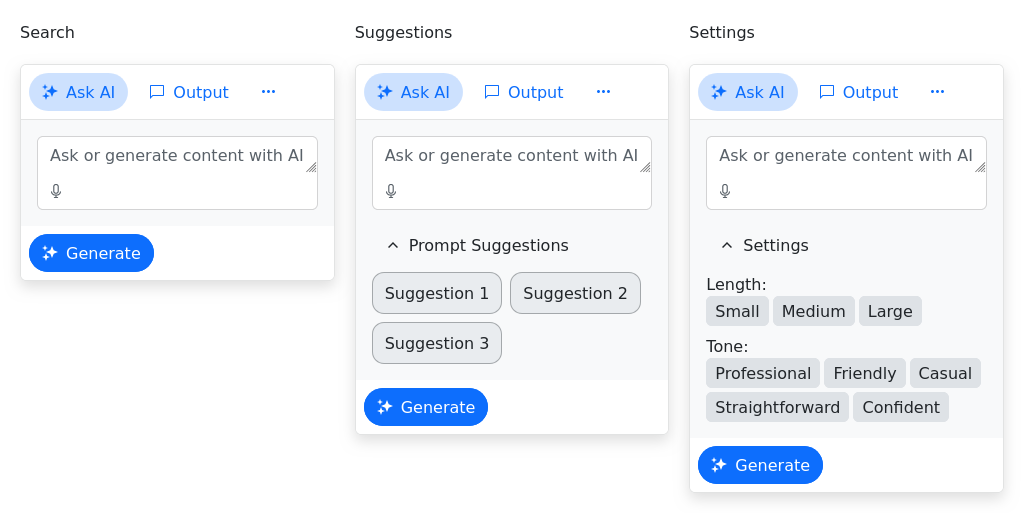 Search
Ask AI Output ···
Ask or generate content with AI
Generate
Suggestions
Ask AI Output ···
Ask or generate content with AI
Prompt Suggestions
Suggestion 1 Suggestion 2
Suggestion 3
Generate
Settings
Ask AI Output ···
Ask or generate content with AI
Settings
Length:
Small Medium Large
Tone:
Professional Friendly Casual
Straightforward Confident
Generate